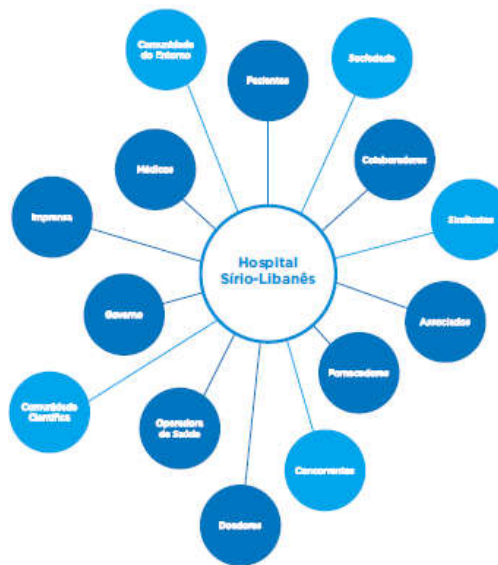 Comunidade
do Entorno
Sociedade
Pacientes
Médicos
Colaboradores
Imprensa
Sindicatos
Hospital
Sírio-Libanês
Governo
Associados
Fornecedores
Comunidade
Científica
Operadora
de Saúde
Concorrentes
Doadores